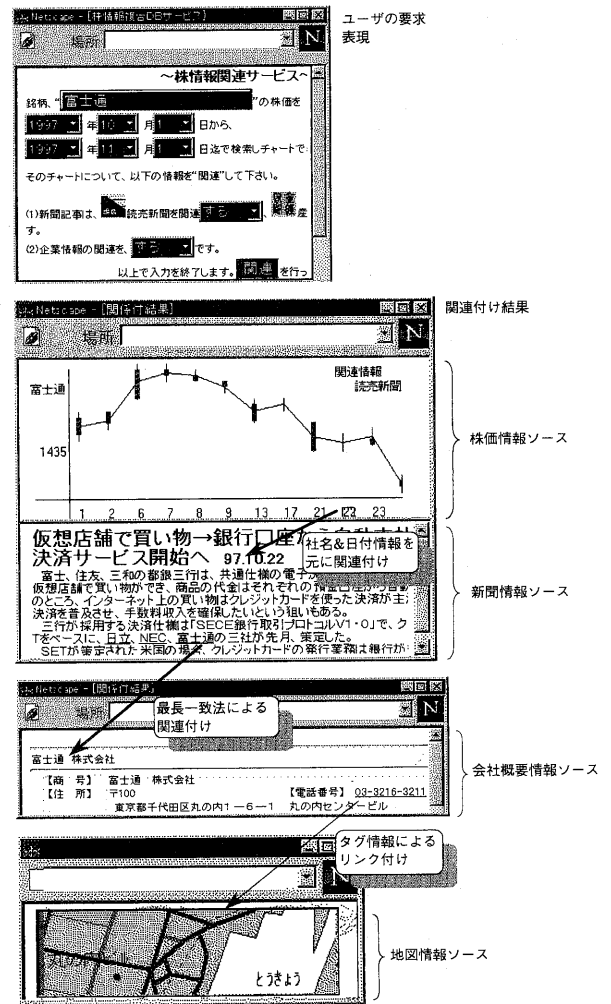 Netscape - [株情報複合DBサービス]
ユーザの要求
表現
場所
N
～株情報関連サービス～
銘柄、“富士通”の株価を
1997 年 10 月 1 日から、
1997 年 11 月 1 日迄で検索しチャートで
そのチャートについて、以下の情報を“関連”して下さい。
(1)新聞記事は、読売新聞を関連 する 、産
す。
(2)企業情報の関連を、する です。
以上で入力を終了します。 関連 を行っ
Netscape - [関係付け結果]
関連付け結果
場所
N
富士通
関連情報
読売新聞
1435
1 2 6 7 8 9 13 17 21 22 23
株価情報ソース
仮想店舗で買い物→銀行口座
決済サービス開始へ 97.10.22
社名&日付情報を
元に関連付け
富士、住友、三和の都銀三行は、共通仕様の電子
仮想店舗で買い物ができ、商品の代金はそれぞれの預金口座から自動
のところ、インターネット上の買い物はクレジットカードを使った決済が主
決済を普及させ、手数料収入を確保したいという狙いもある。
三行が採用する決済仕様は「SECE銀行取引プロトコルV1・0」で、ク
Tをベースに、日立、NEC、富士通の三社が先月、策定した。
SETが策定された米国の場合、クレジットカードの発行業務は銀行が
新聞情報ソース
Netscape - [関係付け結果]
場所
N
最長一致法による
関連付け
富士通 株式会社
【商 号】 富士通 株式会社
【住 所】 〒100 【電話番号】 03-3216-3211
東京都千代田区丸の内1－6－1 丸の内センタービル
会社概要情報ソース
タグ情報による
リンク付け
N
とうきょう
地図情報ソース